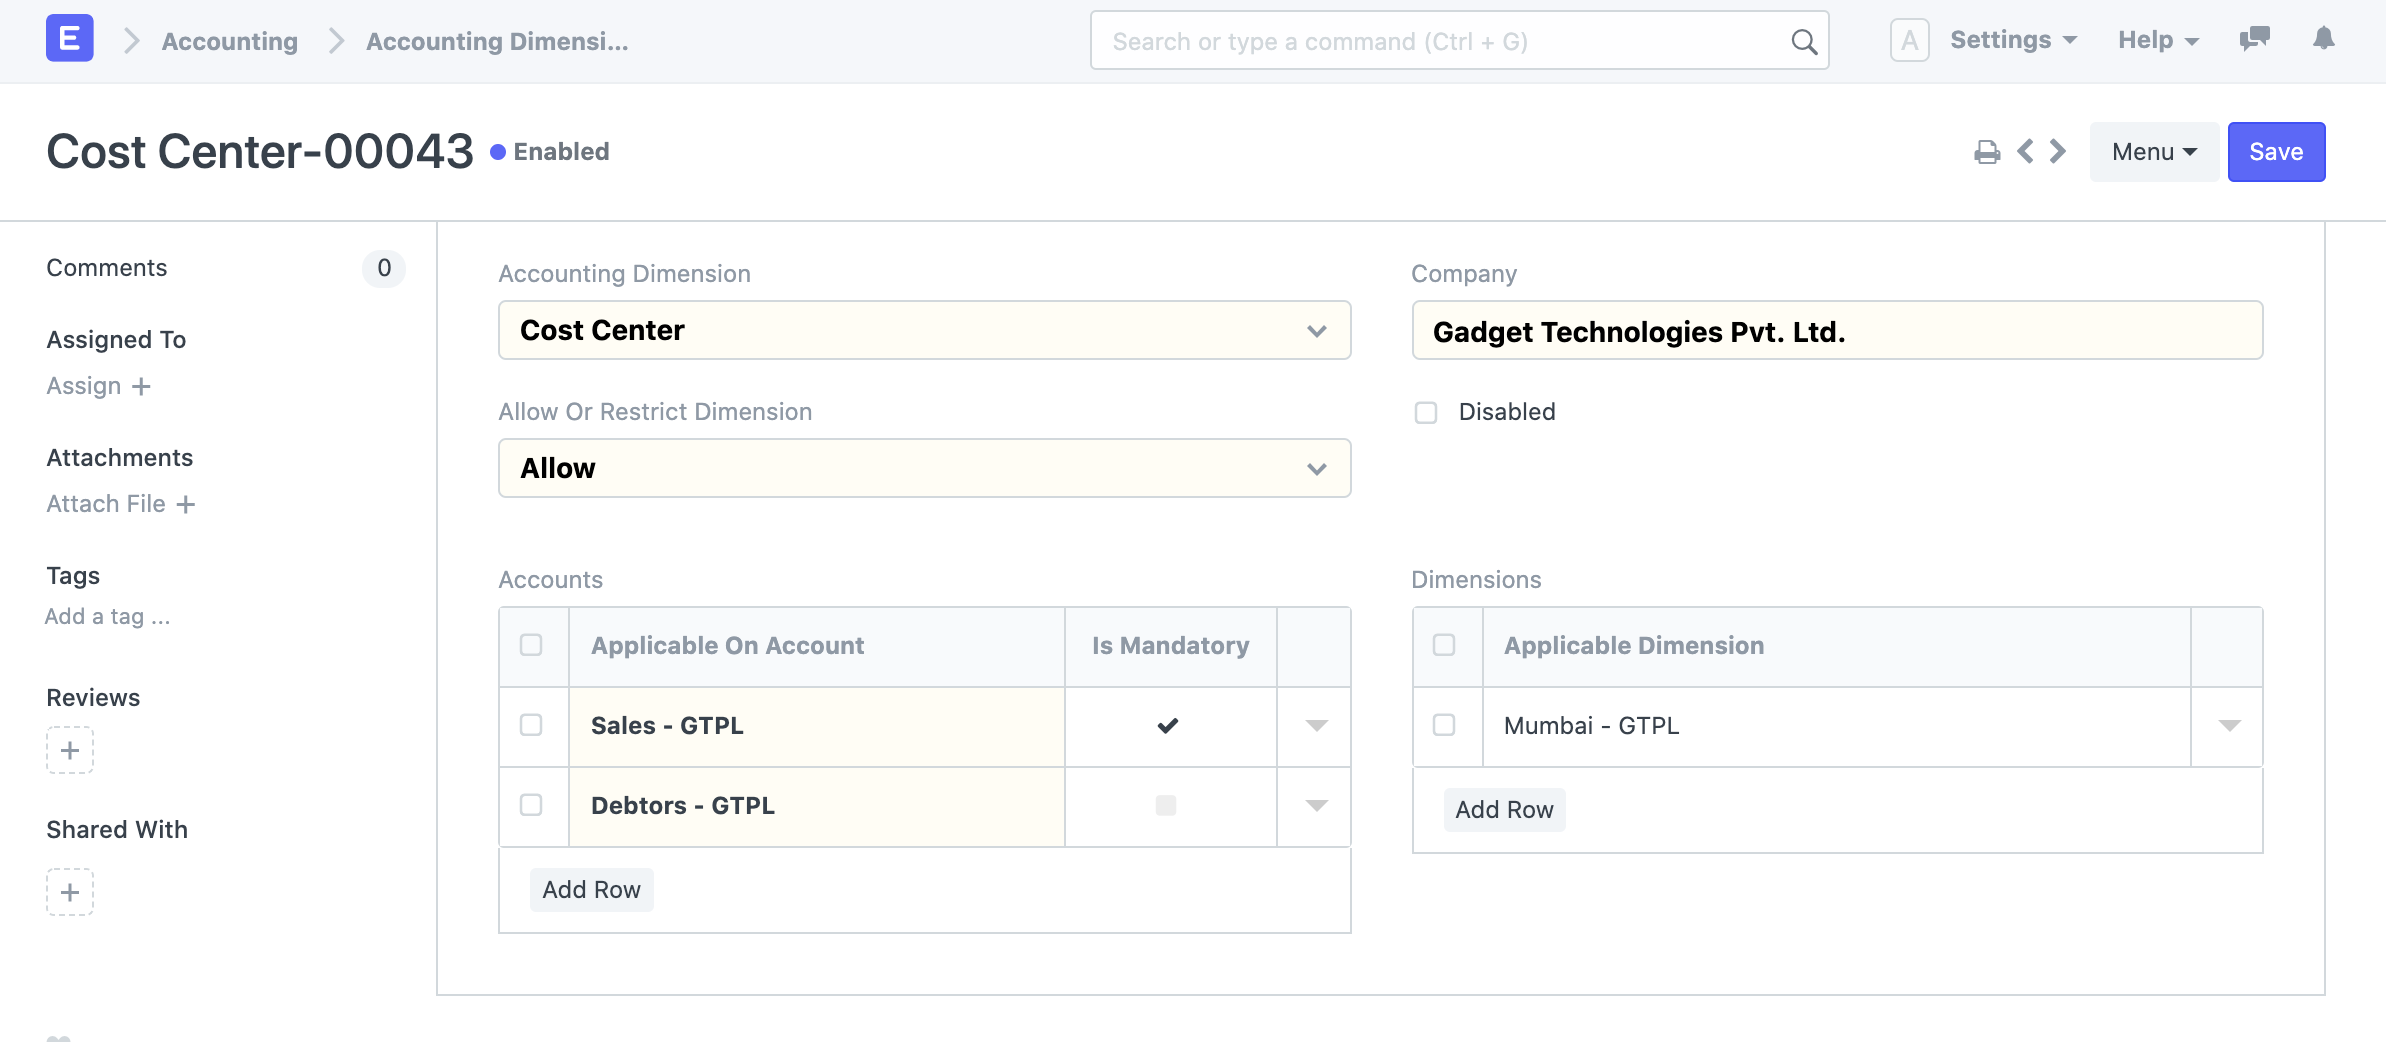 E
Accounting
Accounting Dimensi...
Search or type a command (Ctrl + G)
A
Settings
Help
Cost Center-00043
Enabled
Menu
Save
Comments
0
Assigned To
Assign +
Attachments
Attach File +
Tags
Add a tag ...
Reviews
+
Shared With
+
Accounting Dimension
Cost Center
Company
Gadget Technologies Pvt. Ltd.
Allow Or Restrict Dimension
Allow
Disabled
Accounts
Applicable On Account
Is Mandatory
Sales - GTPL
Debtors - GTPL
Add Row
Dimensions
Applicable Dimension
Mumbai - GTPL
Add Row